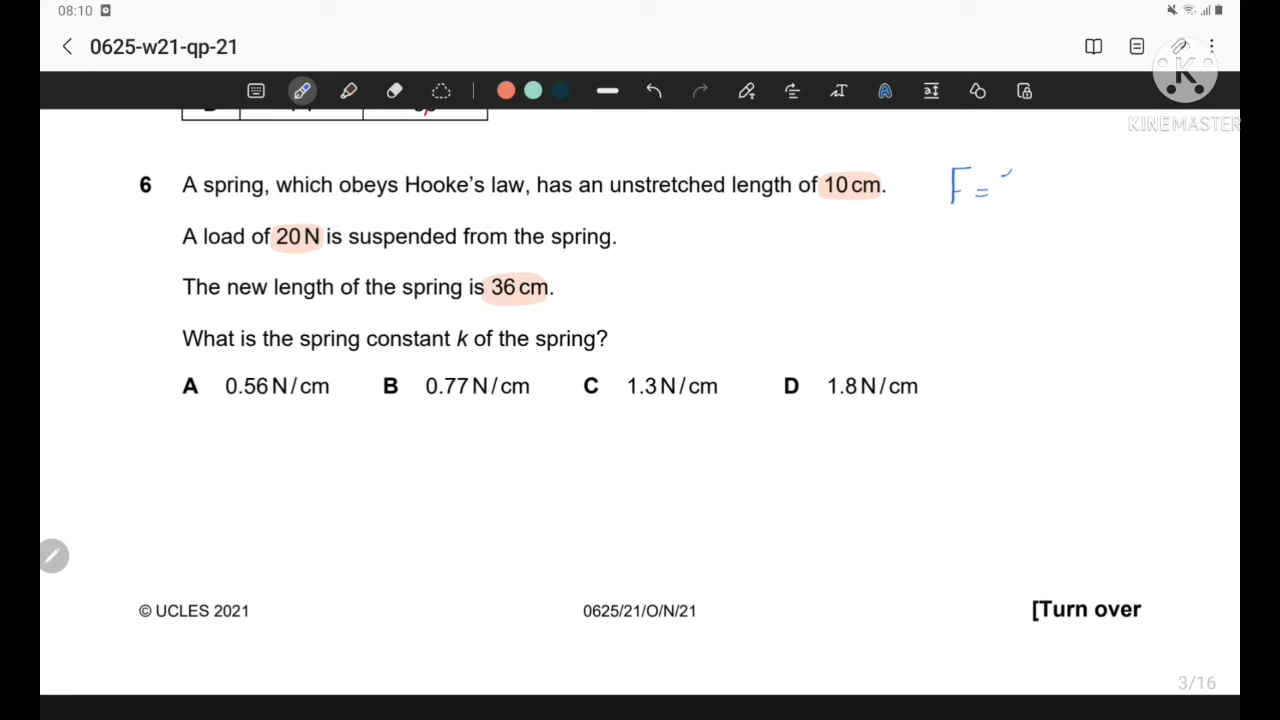 08:10
0625-w21-qp-21
KINEMASTER
6 A spring, which obeys Hooke's law, has an unstretched length of 10 cm. F =
A load of 20 N is suspended from the spring.
The new length of the spring is 36 cm.
What is the spring constant k of the spring?
A 0.56 N/cm B 0.77 N/cm C 1.3 N/cm D 1.8 N/cm
© UCLES 2021 0625/21/O/N/21 [Turn over
3/16